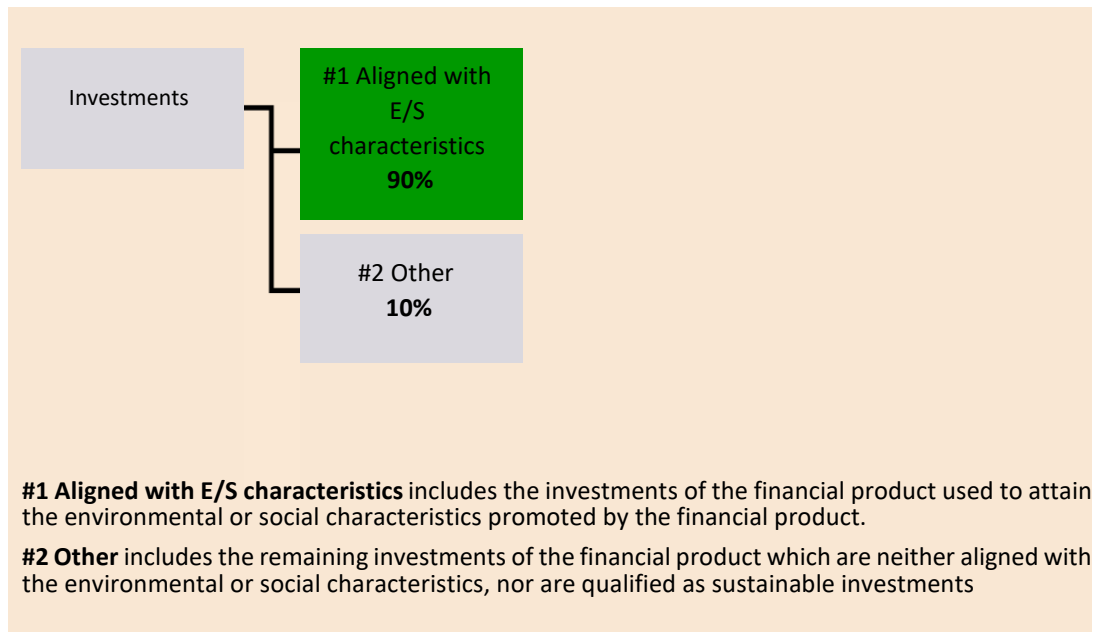 Investments
#1 Aligned with
E/S
characteristics
90%
#2 Other
10%
#1 Aligned with E/S characteristics includes the investments of the financial product used to attain
the environmental or social characteristics promoted by the financial product.
#2 Other includes the remaining investments of the financial product which are neither aligned with
the environmental or social characteristics, nor are qualified as sustainable investments